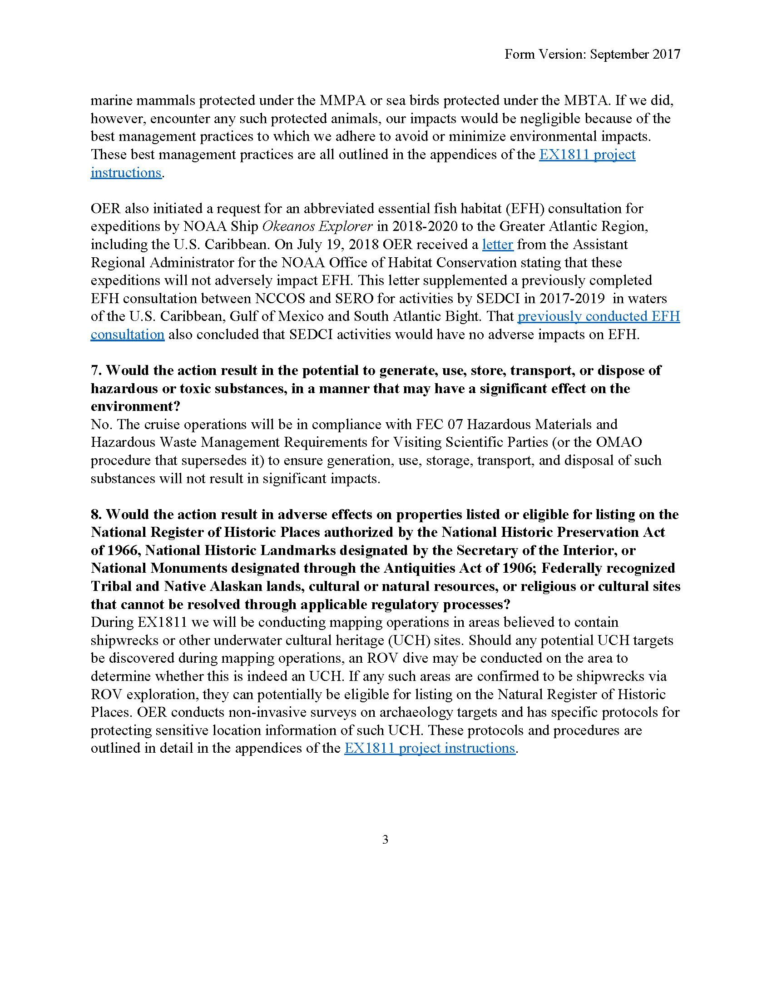 Form Version: September 2017
marine mammals protected under the MMPA or sea birds protected under the MBTA. If we did,
however, encounter any such protected animals, our impacts would be negligible because of the
best management practices to which we adhere to avoid or minimize environmental impacts.
These best management practices are all outlined in the appendices of the EX1811 project
instructions.
OER also initiated a request for an abbreviated essential fish habitat (EFH) consultation for
expeditions by NOAA Ship Okeanos Explorer in 2018-2020 to the Greater Atlantic Region,
including the U.S. Caribbean. On July 19, 2018 OER received a letter from the Assistant
Regional Administrator for the NOAA Office of Habitat Conservation stating that these
expeditions will not adversely impact EFH. This letter supplemented a previously completed
EFH consultation between NCCOS and SERO for activities by SEDCI in 2017-2019  in waters
of the U.S. Caribbean, Gulf of Mexico and South Atlantic Bight. That previously conducted EFH
consultation also concluded that SEDCI activities would have no adverse impacts on EFH.
7. Would the action result in the potential to generate, use, store, transport, or dispose of
hazardous or toxic substances, in a manner that may have a significant effect on the
environment?
No. The cruise operations will be in compliance with FEC 07 Hazardous Materials and
Hazardous Waste Management Requirements for Visiting Scientific Parties (or the OMAO
procedure that supersedes it) to ensure generation, use, storage, transport, and disposal of such
substances will not result in significant impacts.
8. Would the action result in adverse effects on properties listed or eligible for listing on the
National Register of Historic Places authorized by the National Historic Preservation Act
of 1966, National Historic Landmarks designated by the Secretary of the Interior, or
National Monuments designated through the Antiquities Act of 1906; Federally recognized
Tribal and Native Alaskan lands, cultural or natural resources, or religious or cultural sites
that cannot be resolved through applicable regulatory processes?
During EX1811 we will be conducting mapping operations in areas believed to contain
shipwrecks or other underwater cultural heritage (UCH) sites. Should any potential UCH targets
be discovered during mapping operations, an ROV dive may be conducted on the area to
determine whether this is indeed an UCH. If any such areas are confirmed to be shipwrecks via
ROV exploration, they can potentially be eligible for listing on the Natural Register of Historic
Places. OER conducts non-invasive surveys on archaeology targets and has specific protocols for
protecting sensitive location information of such UCH. These protocols and procedures are
outlined in detail in the appendices of the EX1811 project instructions.
3